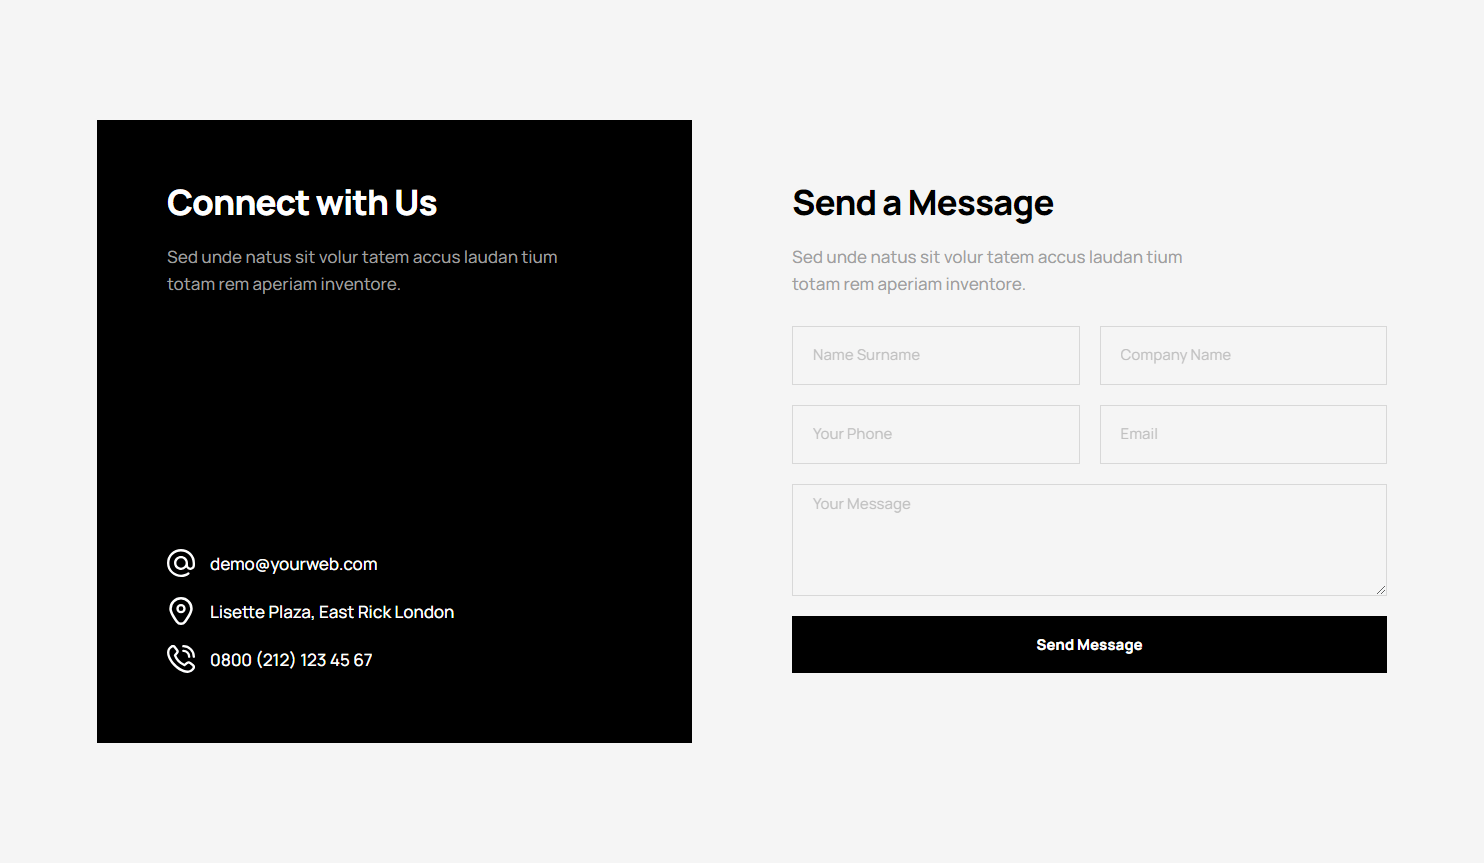 Connect with Us
Sed unde natus sit volur tatem accus laudan tium
totam rem aperiam inventore.
demo@yourweb.com
Lisette Plaza, East Rick London
0800 (212) 123 45 67
Send a Message
Sed unde natus sit volur tatem accus laudan tium
totam rem aperiam inventore.
Name Surname
Company Name
Your Phone
Email
Your Message
Send Message